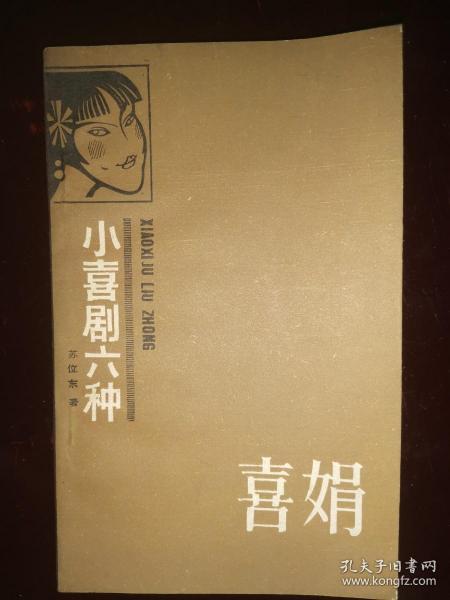 XIAOXIJU LIU ZHONG
小喜剧六种
苏位东 著
喜娟
孔夫子旧书网
www.kongfz.com